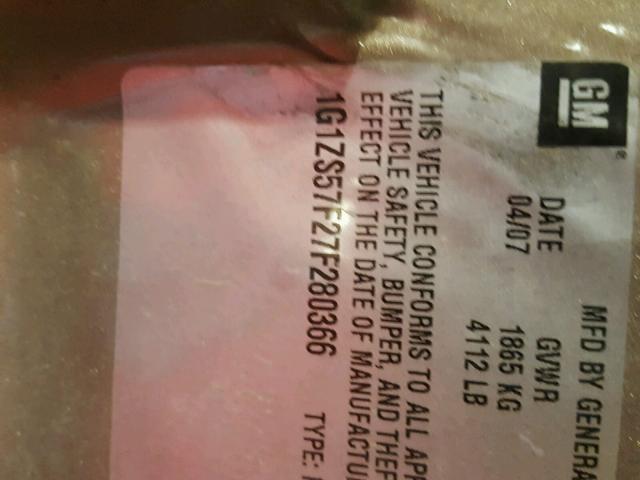 GM
MFD BY GENERA
DATE GVWR
04/07 1865 KG
4112 LB
THIS VEHICLE CONFORMS TO ALL APP
VEHICLE SAFETY, BUMPER, AND THEF
EFFECT ON THE DATE OF MANUFACTU
1G1ZS57F27F280366 TYPE: